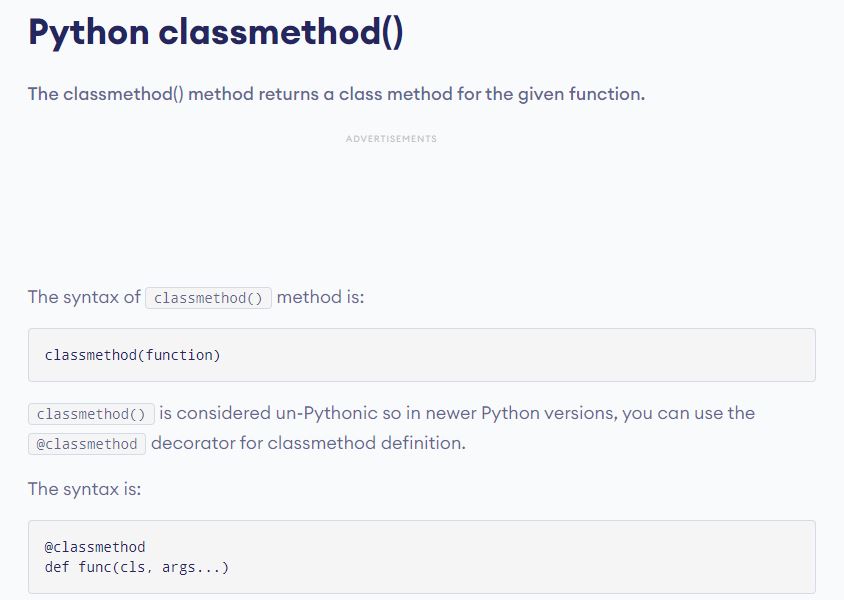 Python classmethod()
The classmethod() method returns a class method for the given function.
ADVERTISEMENTS
The syntax of classmethod() method is:
classmethod(function)
classmethod() is considered un-Pythonic so in newer Python versions, you can use the
@classmethod decorator for classmethod definition.
The syntax is:
@classmethod
def func(cls, args...)